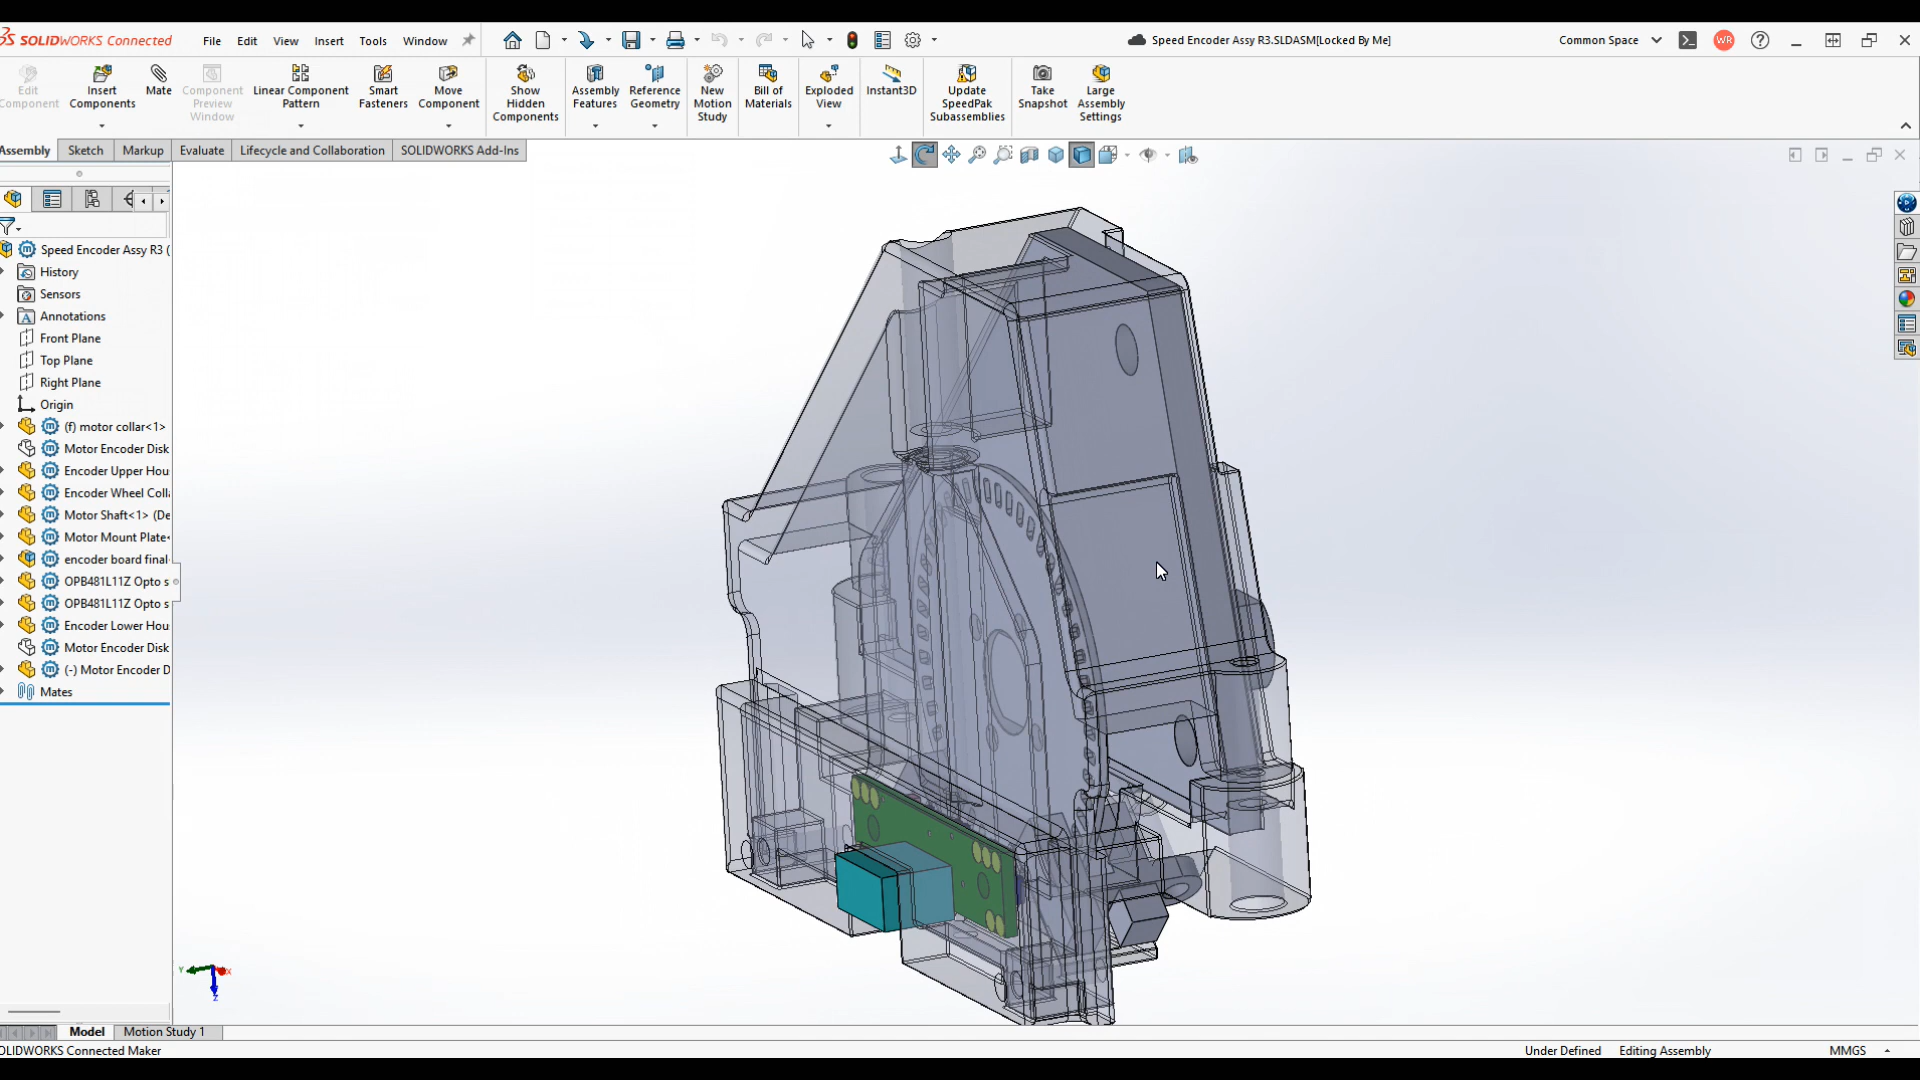 SOLIDWORKS Connected
File Edit View Insert Tools Window
Speed Encoder Assy R3.SLDASM[Locked By Me]
Common Space
WR
Edit Component
Insert Components
Mate
Component Preview Window
Linear Component Pattern
Smart Fasteners
Move Component
Show Hidden Components
Assembly Features
Reference Geometry
New Motion Study
Bill of Materials
Exploded View
Instant3D
Update SpeedPak Subassemblies
Take Snapshot
Large Assembly Settings
Assembly Sketch Markup Evaluate Lifecycle and Collaboration SOLIDWORKS Add-Ins
Speed Encoder Assy R3 (
History
Sensors
Annotations
Front Plane
Top Plane
Right Plane
Origin
(f) motor collar<1>
Motor Encoder Disk
Encoder Upper Hou
Encoder Wheel Coll
Motor Shaft<1> (De
Motor Mount Plate<
encoder board final
OPB481L11Z Opto s
OPB481L11Z Opto s
Encoder Lower Hou
Motor Encoder Disk
(-) Motor Encoder D
Mates
Y X
Z
Model Motion Study 1
OLIDWORKS Connected Maker
Under Defined Editing Assembly MMGS